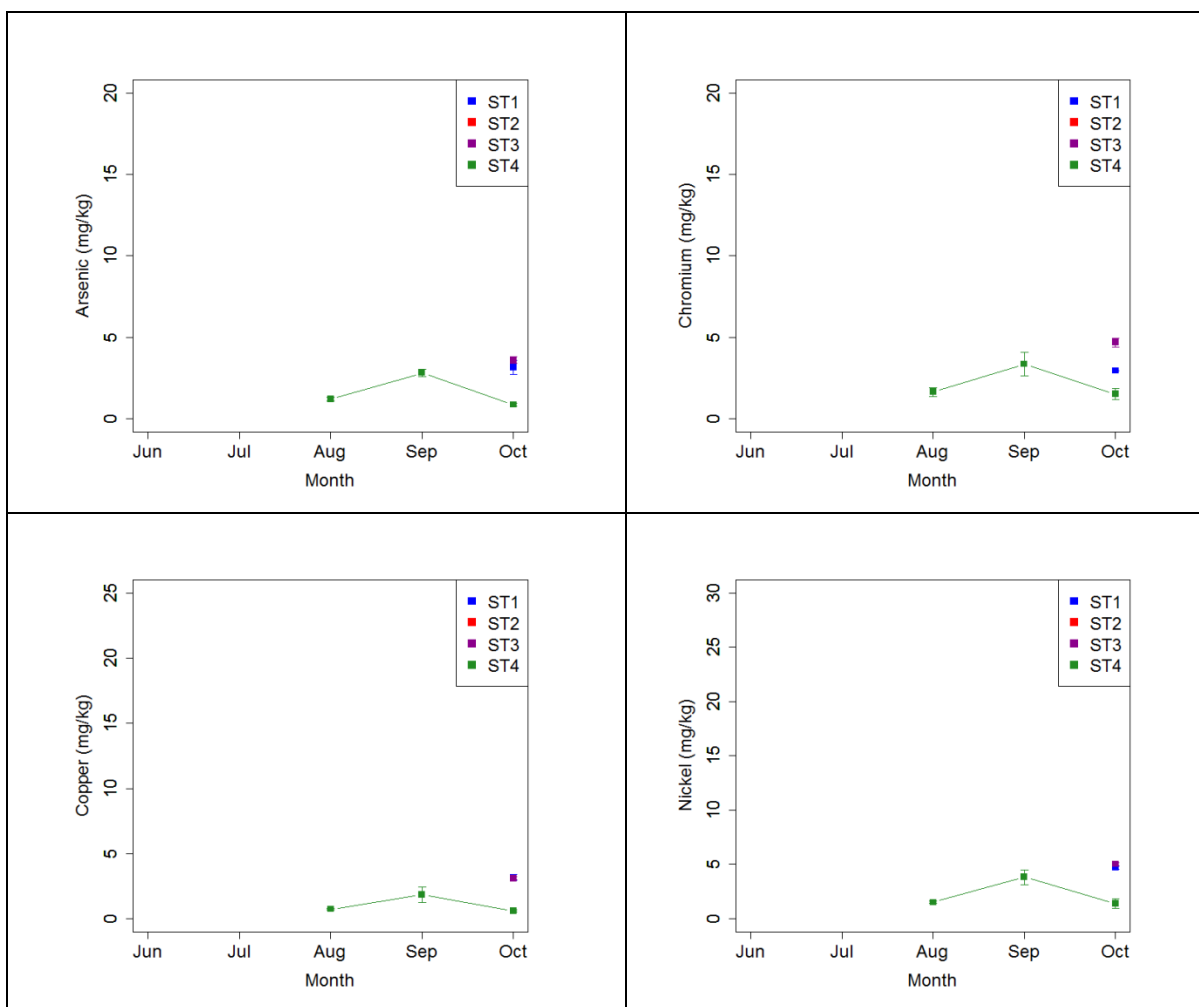 Arsenic (mg/kg)
20
15
10
5
0
Jun Jul Aug Sep Oct
Month
ST1
ST2
ST3
ST4
Chromium (mg/kg)
20
15
10
5
0
Jun Jul Aug Sep Oct
Month
ST1
ST2
ST3
ST4
Copper (mg/kg)
25
20
15
10
5
0
Jun Jul Aug Sep Oct
Month
ST1
ST2
ST3
ST4
Nickel (mg/kg)
30
25
20
15
10
5
0
Jun Jul Aug Sep Oct
Month
ST1
ST2
ST3
ST4